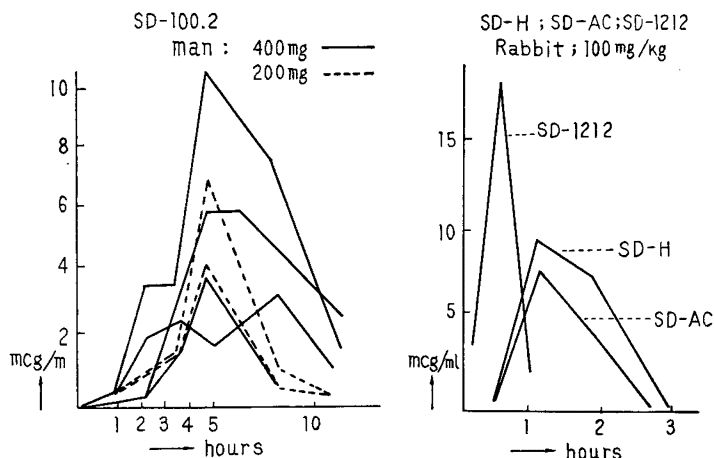 SD-100.2
man : 400mg
200mg
10
8
6
4
2
mcg/m
1 2 3 4 5 10
hours
SD-H ; SD-AC; SD-1212
Rabbit ; 100 mg/kg
15
10
5
mcg/ml
SD-1212
SD-H
SD-AC
1 2 3
hours